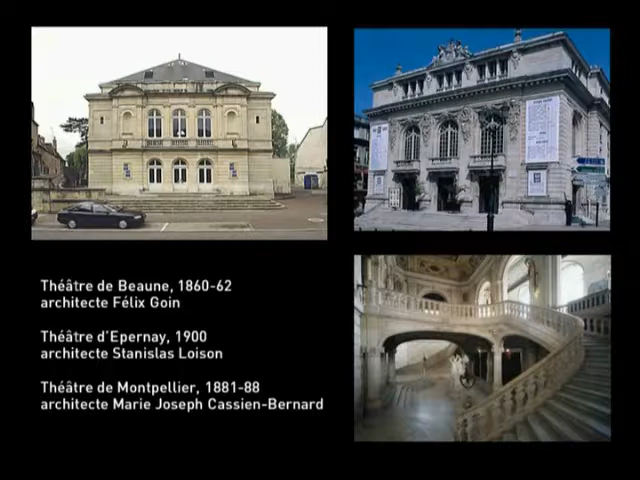 Théâtre de Beaune, 1860-62
architecte Félix Goin
Théâtre d'Epernay, 1900
architecte Stanislas Loison
Théâtre de Montpellier, 1881-88
architecte Marie Joseph Cassien-Bernard